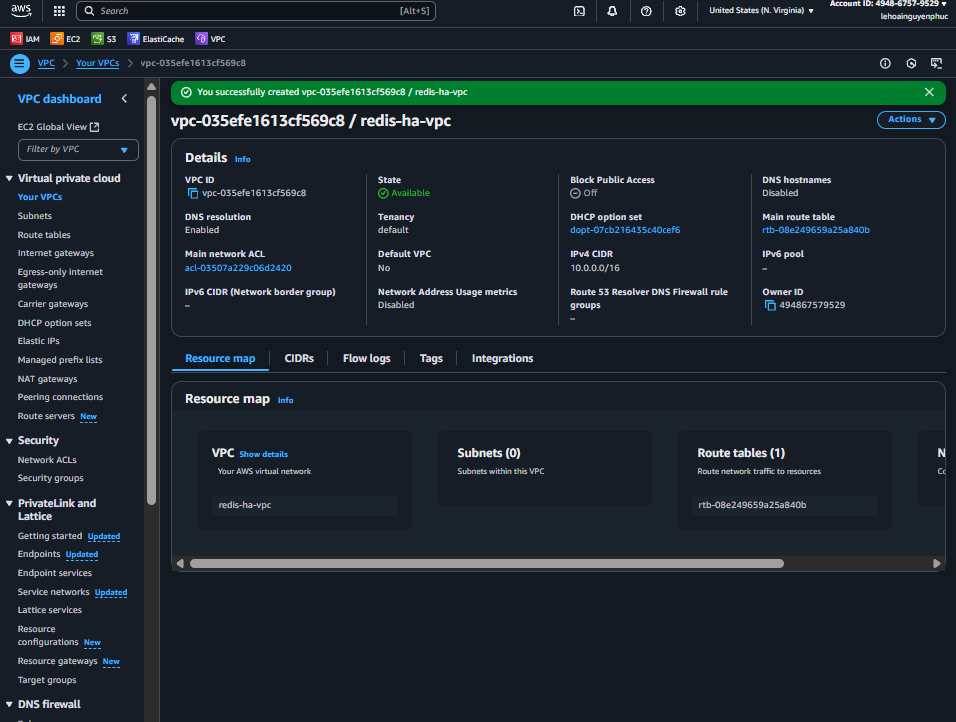 aws
Search [Alt+S]
United States (N. Virginia)
Account ID: 4948-6757-9529
lehoainguyenphuc
IAM EC2 S3 ElastiCache VPC
VPC Your VPCs vpc-035efe1613cf569c8
VPC dashboard
EC2 Global View
Filter by VPC
Virtual private cloud
Your VPCs
Subnets
Route tables
Internet gateways
Egress-only internet
gateways
Carrier gateways
DHCP option sets
Elastic IPs
Managed prefix lists
NAT gateways
Peering connections
Route servers New
Security
Network ACLs
Security groups
PrivateLink and
Lattice
Getting started Updated
Endpoints Updated
Endpoint services
Service networks Updated
Lattice services
Resource
configurations New
Resource gateways New
Target groups
DNS firewall
You successfully created vpc-035efe1613cf569c8 / redis-ha-vpc
vpc-035efe1613cf569c8 / redis-ha-vpc
Actions
Details Info
VPC ID
vpc-035efe1613cf569c8
State
Available
Block Public Access
Off
DNS hostnames
Disabled
DNS resolution
Enabled
Tenancy
default
DHCP option set
dopt-07cb216435c40cef6
Main route table
rtb-08e249659a25a840b
Main network ACL
acl-03507a229c06d2420
Default VPC
No
IPv4 CIDR
10.0.0.0/16
IPv6 pool
–
IPv6 CIDR (Network border group)
–
Network Address Usage metrics
Disabled
Route 53 Resolver DNS Firewall rule
groups
–
Owner ID
494867579529
Resource map CIDRs Flow logs Tags Integrations
Resource map Info
VPC Show details
Your AWS virtual network
redis-ha-vpc
Subnets (0)
Subnets within this VPC
Route tables (1)
Route network traffic to resources
rtb-08e249659a25a840b